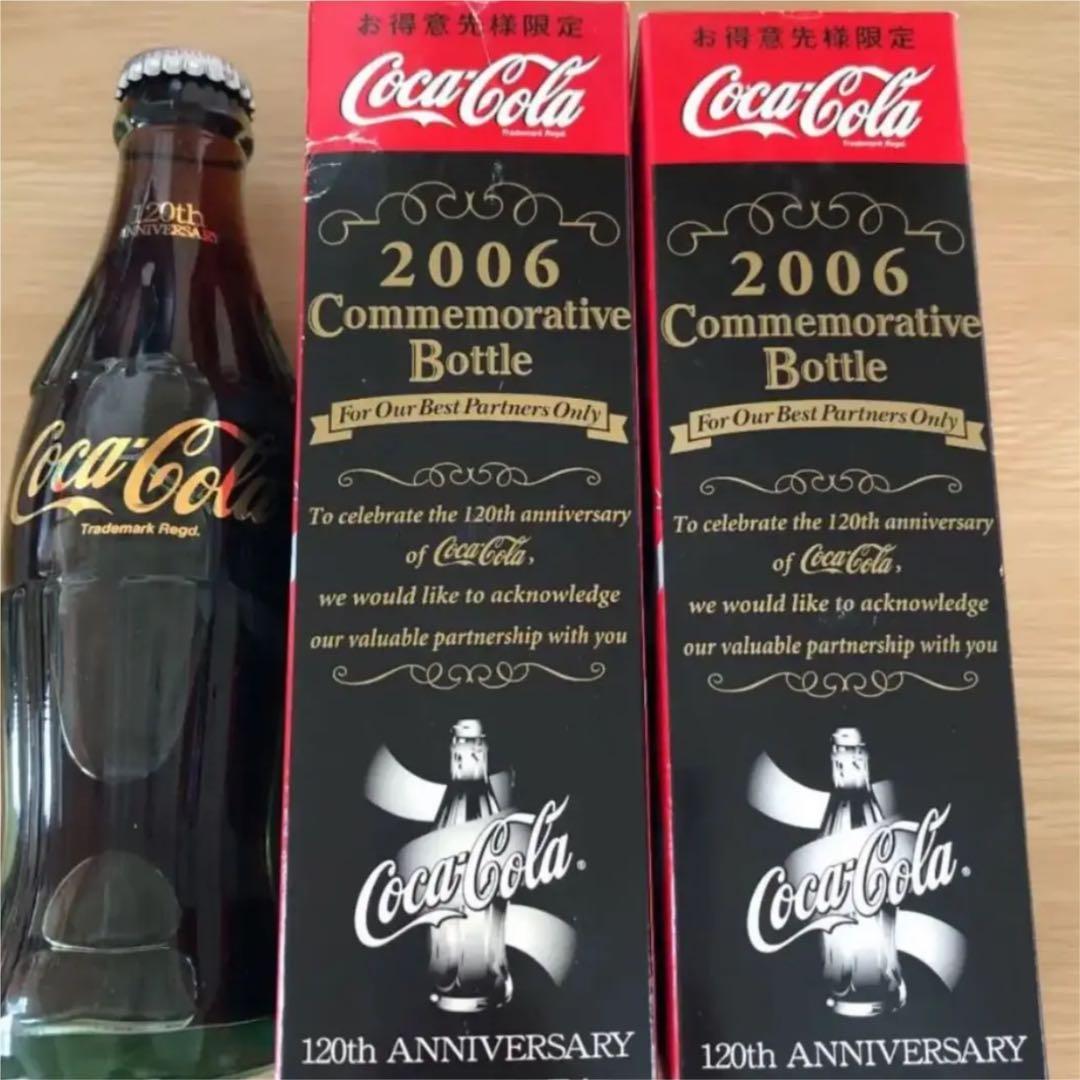 120th
ANNIVERSARY
Coca-Cola
Trademark Regd.
お得意先様限定
Coca-Cola
Trademark Regd.
2006
Commemorative
Bottle
For Our Best Partners Only
To celebrate the 120th anniversary
of Coca-Cola,
we would like to acknowledge
our valuable partnership with you
Coca-Cola®
120th ANNIVERSARY
お得意先様限定
Coca-Cola
Trademark Regd.
2006
Commemorative
Bottle
For Our Best Partners Only
To celebrate the 120th anniversary
of Coca-Cola,
we would like to acknowledge
our valuable partnership with you
Coca-Cola®
120th ANNIVERSARY